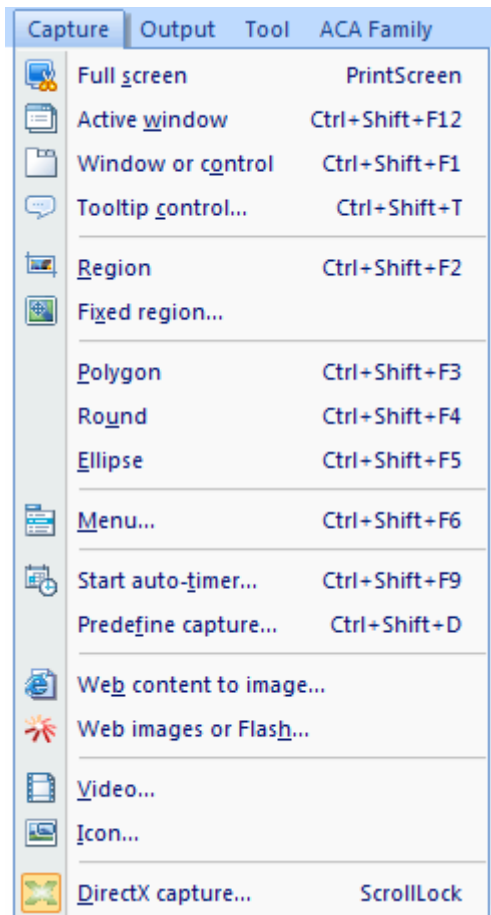 Capture Output Tool ACA Family
Full screen PrintScreen
Active window Ctrl+Shift+F12
Window or control Ctrl+Shift+F1
Tooltip control... Ctrl+Shift+T
Region Ctrl+Shift+F2
Fixed region...
Polygon Ctrl+Shift+F3
Round Ctrl+Shift+F4
Ellipse Ctrl+Shift+F5
Menu... Ctrl+Shift+F6
Start auto-timer... Ctrl+Shift+F9
Predefine capture... Ctrl+Shift+D
Web content to image...
Web images or Flash...
Video...
Icon...
DirectX capture... ScrollLock